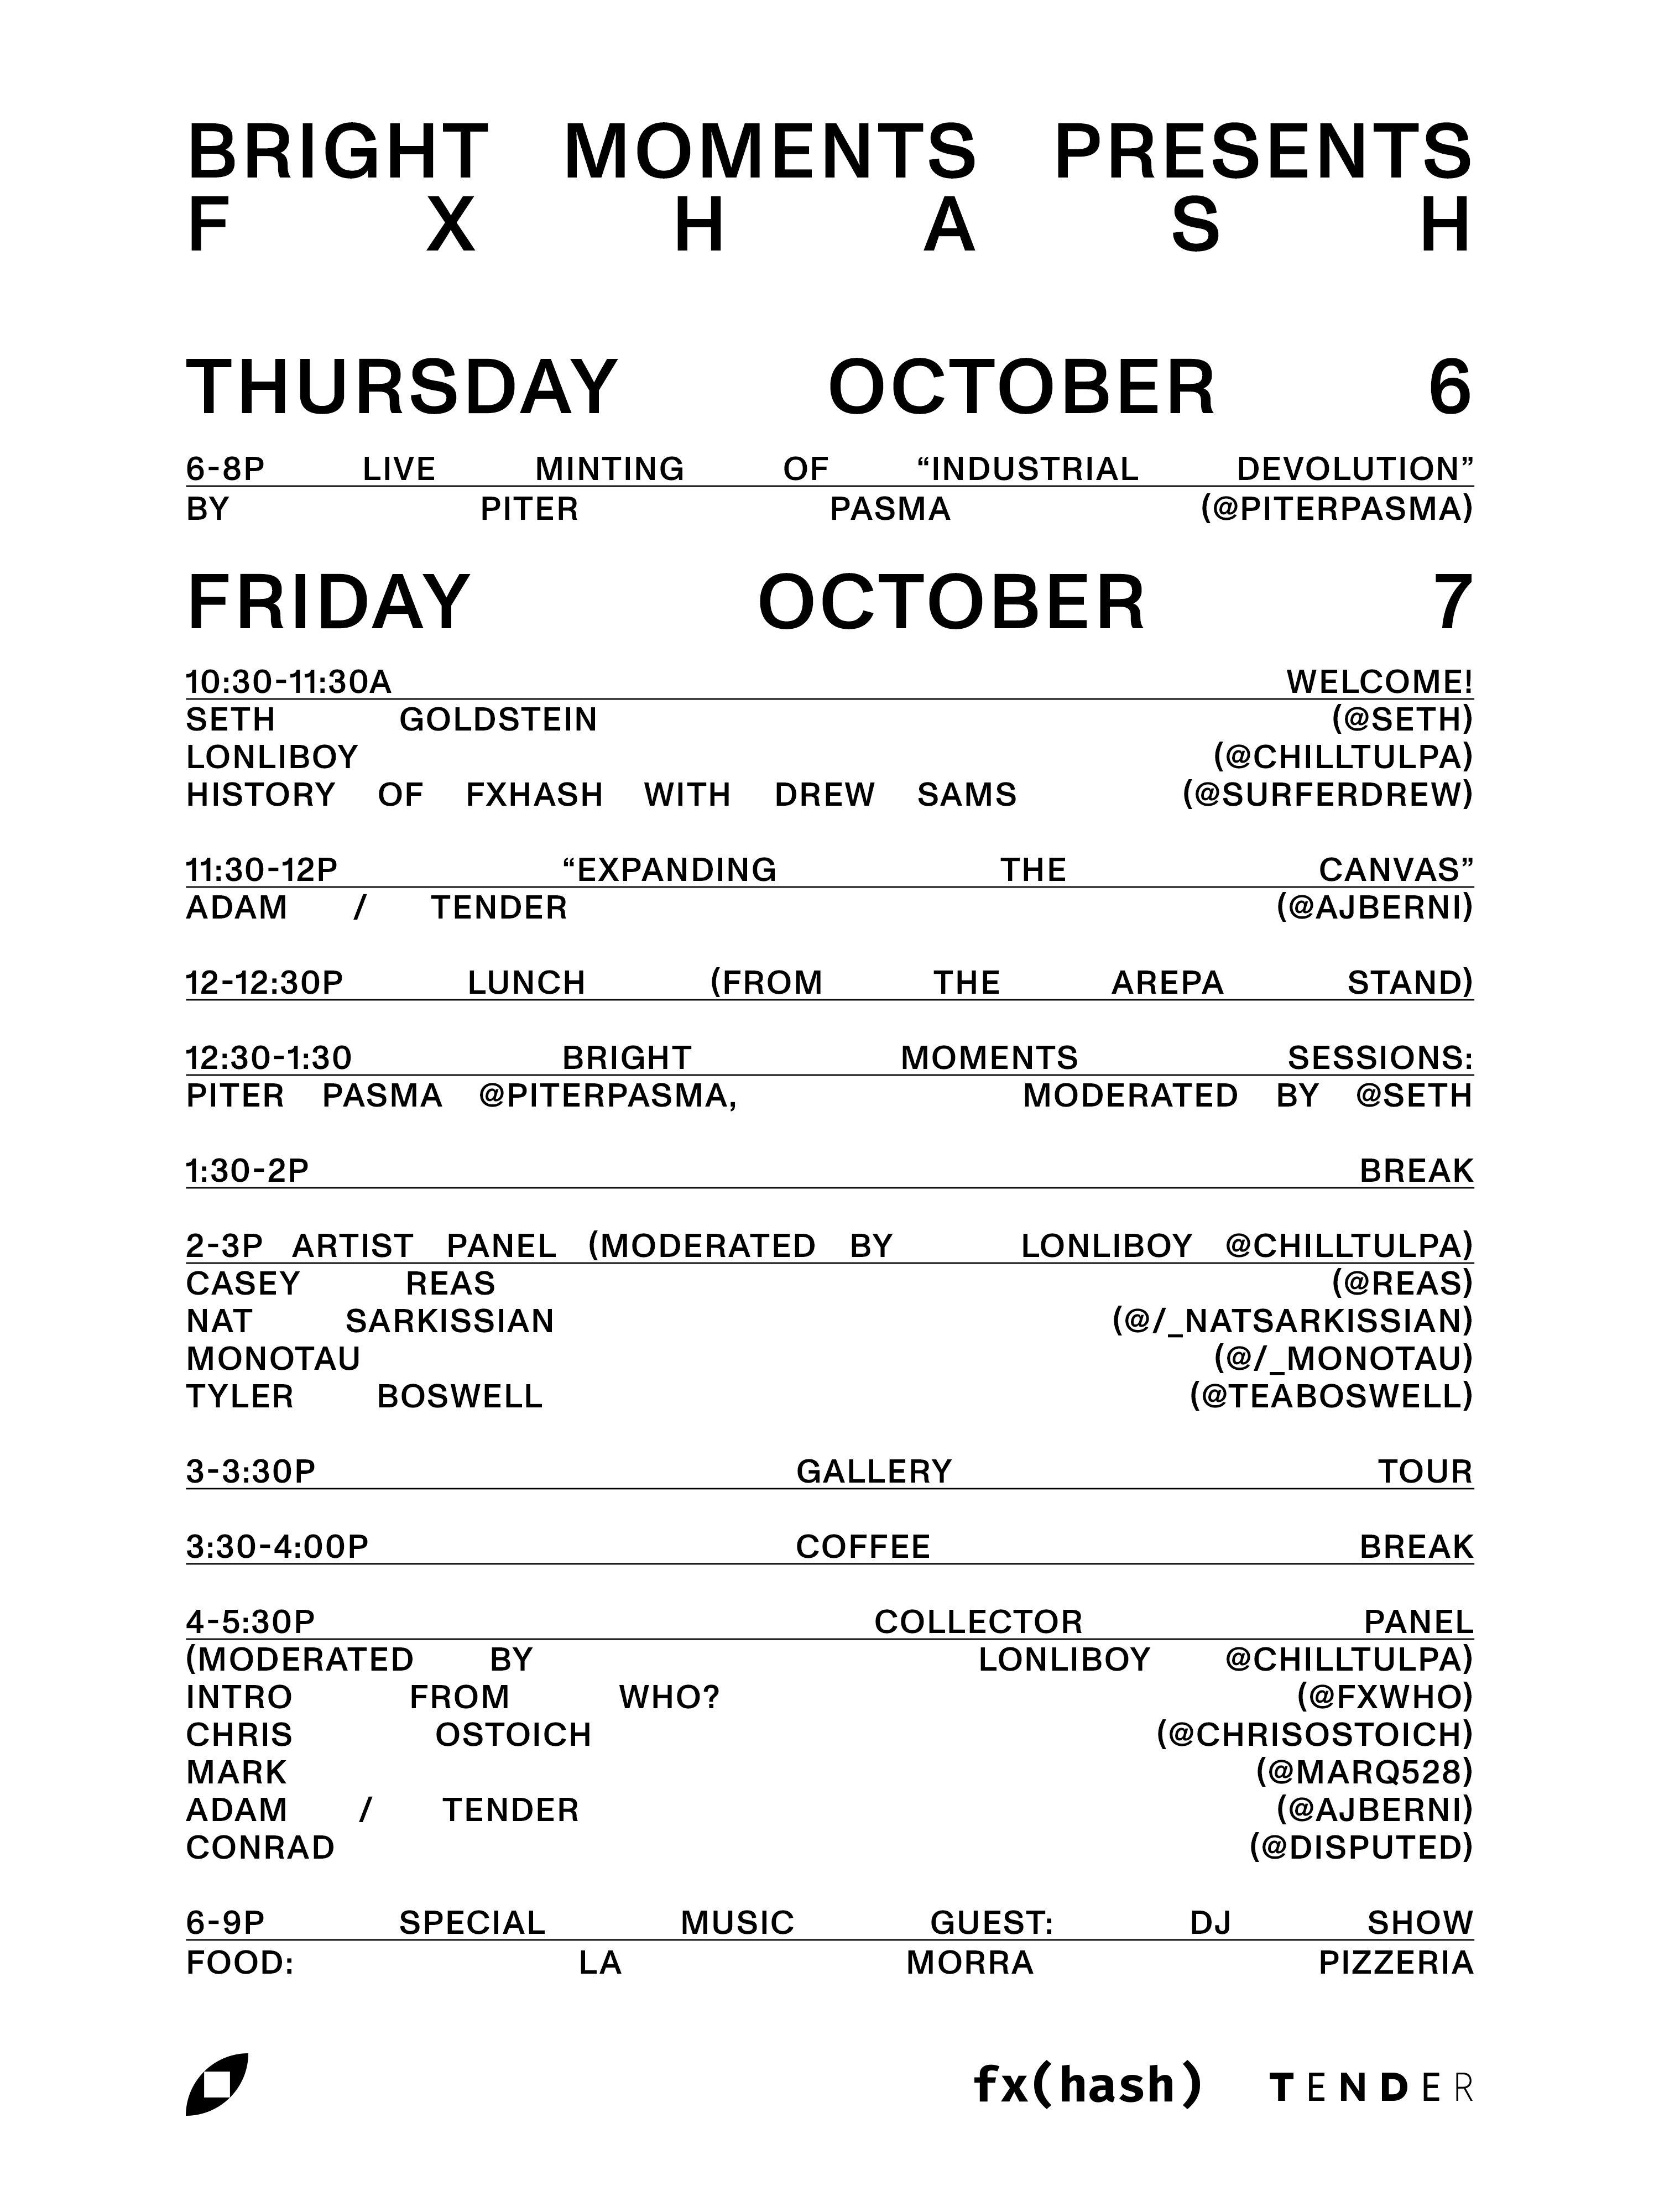 BRIGHT MOMENTS PRESENTS
F X H A S H
THURSDAY OCTOBER 6
6-8P LIVE MINTING OF “INDUSTRIAL DEVOLUTION”
BY PITER PASMA (@PITERPASMA)
FRIDAY OCTOBER 7
10:30-11:30A WELCOME!
SETH GOLDSTEIN (@SETH)
LONLIBOY (@CHILLTULPA)
HISTORY OF FXHASH WITH DREW SAMS (@SURFERDREW)
11:30-12P “EXPANDING THE CANVAS”
ADAM / TENDER (@AJBERNI)
12-12:30P LUNCH (FROM THE AREPA STAND)
12:30-1:30 BRIGHT MOMENTS SESSIONS:
PITER PASMA @PITERPASMA, MODERATED BY @SETH
1:30-2P BREAK
2-3P ARTIST PANEL (MODERATED BY LONLIBOY @CHILLTULPA)
CASEY REAS (@REAS)
NAT SARKISSIAN (@/_NATSARKISSIAN)
MONOTAU (@/_MONOTAU)
TYLER BOSWELL (@TEABOSWELL)
3-3:30P GALLERY TOUR
3:30-4:00P COFFEE BREAK
4-5:30P COLLECTOR PANEL
(MODERATED BY LONLIBOY @CHILLTULPA)
INTRO FROM WHO? (@FXWHO)
CHRIS OSTOICH (@CHRISOSTOICH)
MARK (@MARQ528)
ADAM / TENDER (@AJBERNI)
CONRAD (@DISPUTED)
6-9P SPECIAL MUSIC GUEST: DJ SHOW
FOOD: LA MORRA PIZZERIA
fx(hash) TENDER